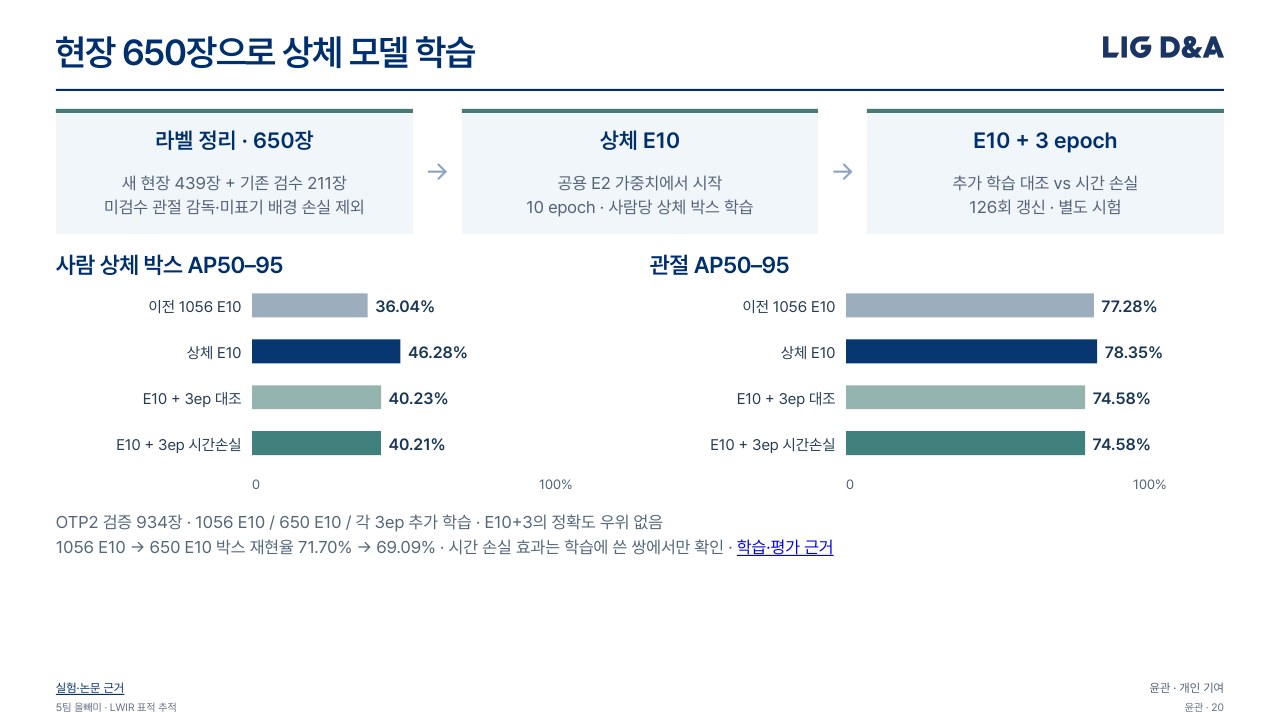 현장 650장으로 상체 모델 학습
LIG D&A
라벨 정리 · 650장
새 현장 439장 + 기존 검수 211장
미검수 관절 감독·미표기 배경 손실 제외
→
상체 E10
공용 E2 가중치에서 시작
10 epoch · 사람당 상체 박스 학습
→
E10 + 3 epoch
추가 학습 대조 vs 시간 손실
126회 갱신 · 별도 시험
사람 상체 박스 AP50–95
이전 1056 E10 36.04%
상체 E10 46.28%
E10 + 3ep 대조 40.23%
E10 + 3ep 시간손실 40.21%
0 100%
관절 AP50–95
이전 1056 E10 77.28%
상체 E10 78.35%
E10 + 3ep 대조 74.58%
E10 + 3ep 시간손실 74.58%
0 100%
OTP2 검증 934장 · 1056 E10 / 650 E10 / 각 3ep 추가 학습 · E10+3의 정확도 우위 없음
1056 E10 → 650 E10 박스 재현율 71.70% → 69.09% · 시간 손실 효과는 학습에 쓴 쌍에서만 확인 · 학습·평가 근거
실험·논문 근거
5팀 올빼미 · LWIR 표적 추적
윤관 · 개인 기여
윤관 · 20